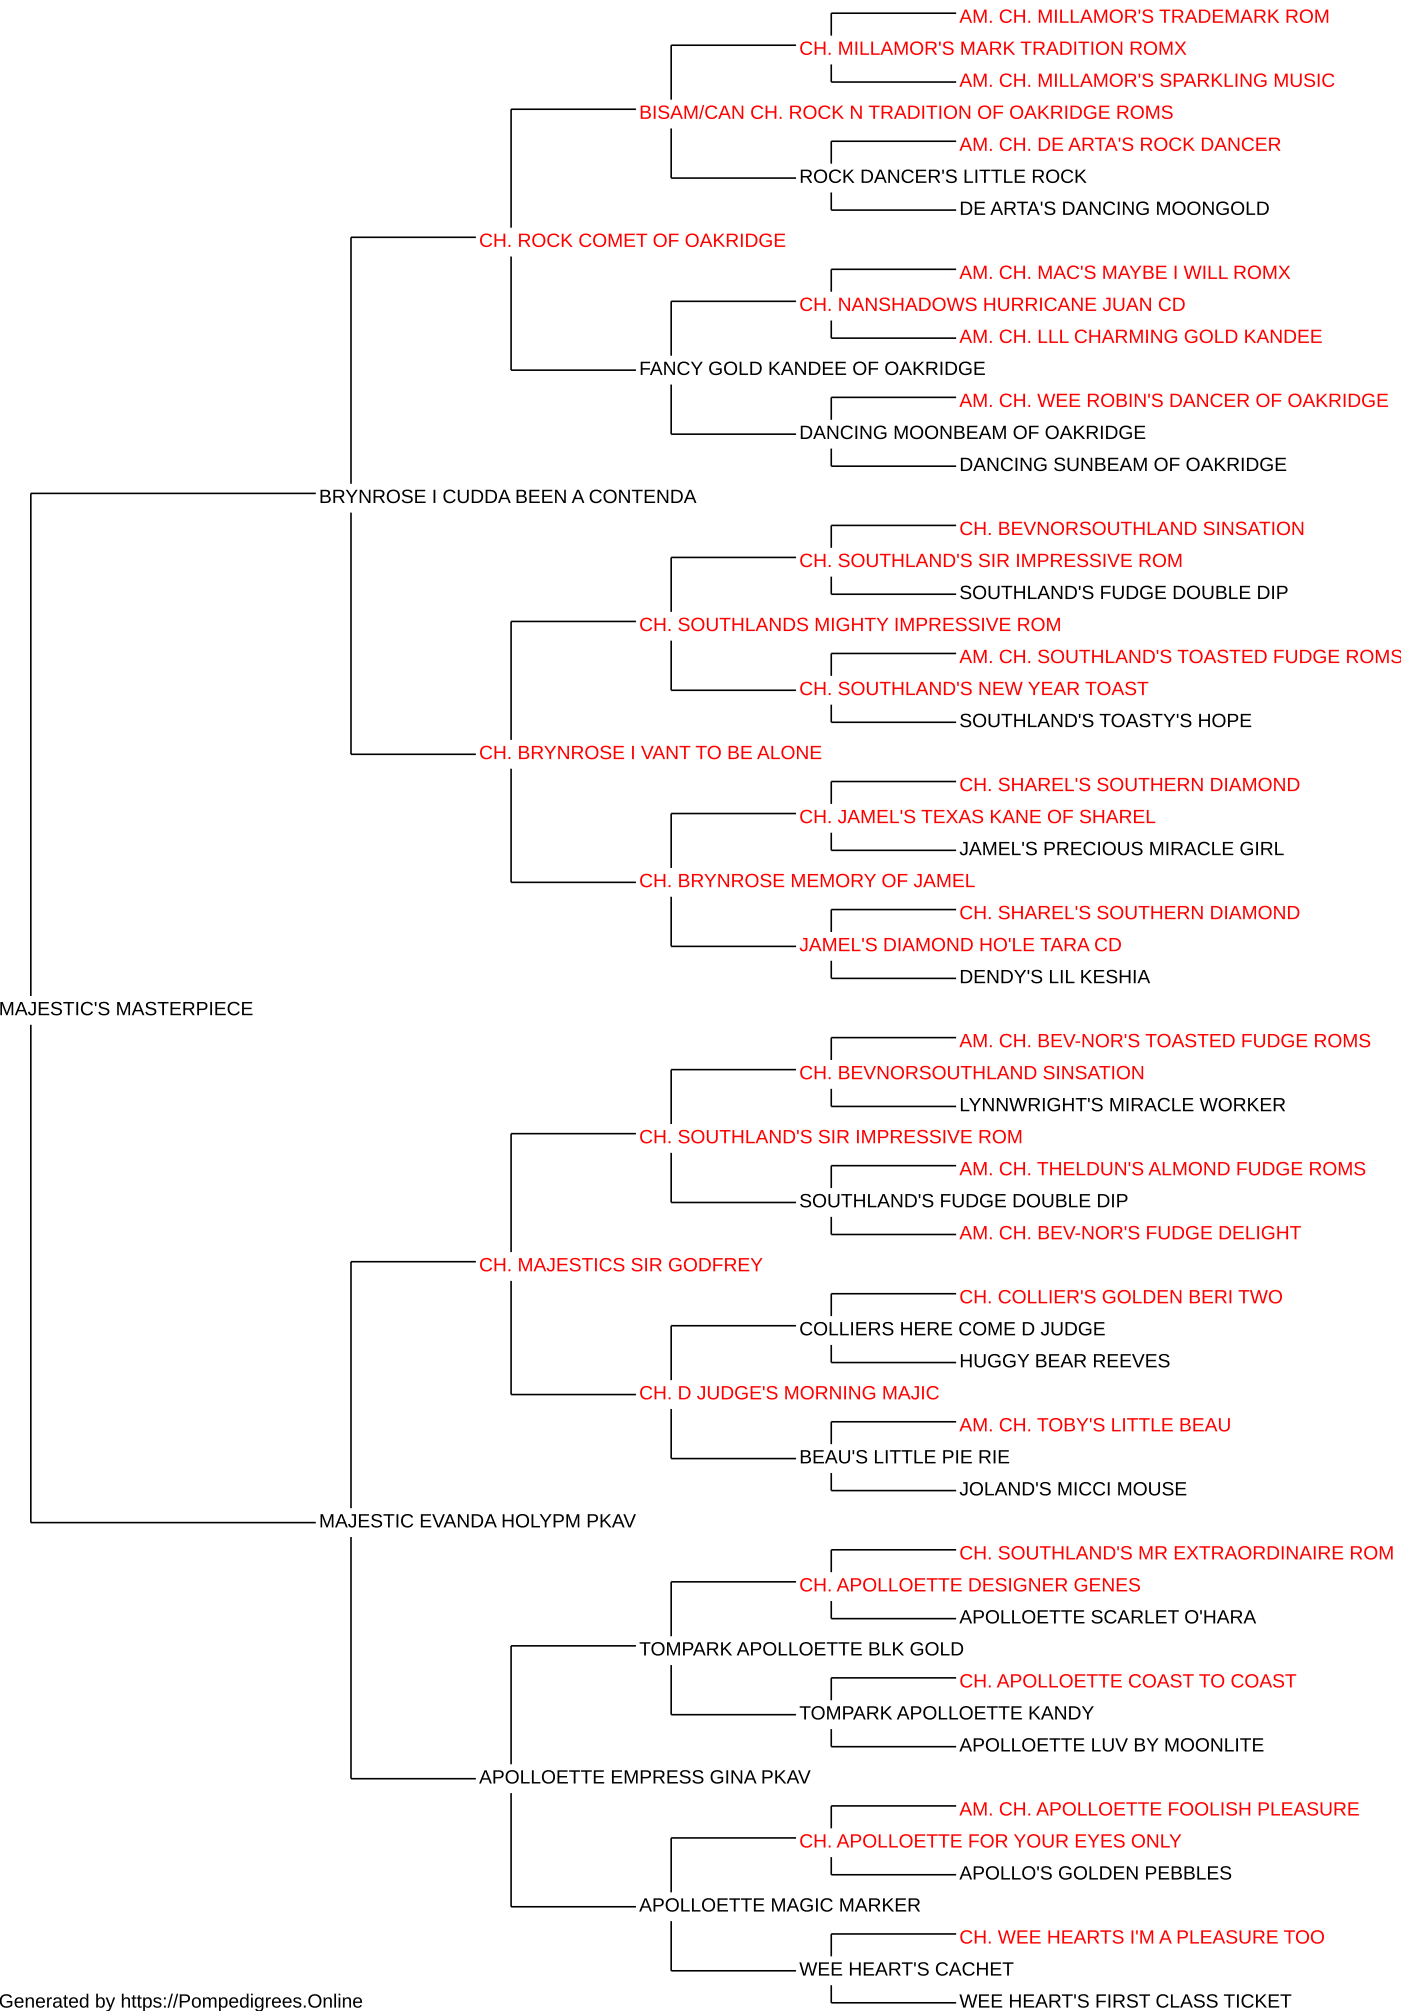 AM. CH. MILLAMOR'S TRADEMARK ROM
CH. MILLAMOR'S MARK TRADITION ROMX
AM. CH. MILLAMOR'S SPARKLING MUSIC
BISAM/CAN CH. ROCK N TRADITION OF OAKRIDGE ROMS
AM. CH. DE ARTA'S ROCK DANCER
ROCK DANCER'S LITTLE ROCK
DE ARTA'S DANCING MOONGOLD
CH. ROCK COMET OF OAKRIDGE
AM. CH. MAC'S MAYBE I WILL ROMX
CH. NANSHADOWS HURRICANE JUAN CD
AM. CH. LLL CHARMING GOLD KANDEE
FANCY GOLD KANDEE OF OAKRIDGE
AM. CH. WEE ROBIN'S DANCER OF OAKRIDGE
DANCING MOONBEAM OF OAKRIDGE
DANCING SUNBEAM OF OAKRIDGE
BRYNROSE I CUDDA BEEN A CONTENDA
CH. BEVNORSOUTHLAND SINSATION
CH. SOUTHLAND'S SIR IMPRESSIVE ROM
SOUTHLAND'S FUDGE DOUBLE DIP
CH. SOUTHLANDS MIGHTY IMPRESSIVE ROM
AM. CH. SOUTHLAND'S TOASTED FUDGE ROMS
CH. SOUTHLAND'S NEW YEAR TOAST
SOUTHLAND'S TOASTY'S HOPE
CH. BRYNROSE I VANT TO BE ALONE
CH. SHAREL'S SOUTHERN DIAMOND
CH. JAMEL'S TEXAS KANE OF SHAREL
JAMEL'S PRECIOUS MIRACLE GIRL
CH. BRYNROSE MEMORY OF JAMEL
CH. SHAREL'S SOUTHERN DIAMOND
JAMEL'S DIAMOND HO'LE TARA CD
DENDY'S LIL KESHIA
MAJESTIC'S MASTERPIECE
AM. CH. BEV-NOR'S TOASTED FUDGE ROMS
CH. BEVNORSOUTHLAND SINSATION
LYNNWRIGHT'S MIRACLE WORKER
CH. SOUTHLAND'S SIR IMPRESSIVE ROM
AM. CH. THELDUN'S ALMOND FUDGE ROMS
SOUTHLAND'S FUDGE DOUBLE DIP
AM. CH. BEV-NOR'S FUDGE DELIGHT
CH. MAJESTICS SIR GODFREY
CH. COLLIER'S GOLDEN BERI TWO
COLLIERS HERE COME D JUDGE
HUGGY BEAR REEVES
CH. D JUDGE'S MORNING MAJIC
AM. CH. TOBY'S LITTLE BEAU
BEAU'S LITTLE PIE RIE
JOLAND'S MICCI MOUSE
MAJESTIC EVANDA HOLYPM PKAV
CH. SOUTHLAND'S MR EXTRAORDINAIRE ROM
CH. APOLLOETTE DESIGNER GENES
APOLLOETTE SCARLET O'HARA
TOMPARK APOLLOETTE BLK GOLD
CH. APOLLOETTE COAST TO COAST
TOMPARK APOLLOETTE KANDY
APOLLOETTE LUV BY MOONLITE
APOLLOETTE EMPRESS GINA PKAV
AM. CH. APOLLOETTE FOOLISH PLEASURE
CH. APOLLOETTE FOR YOUR EYES ONLY
APOLLO'S GOLDEN PEBBLES
APOLLOETTE MAGIC MARKER
CH. WEE HEARTS I'M A PLEASURE TOO
WEE HEART'S CACHET
WEE HEART'S FIRST CLASS TICKET
Generated by https://Pompedigrees.Online